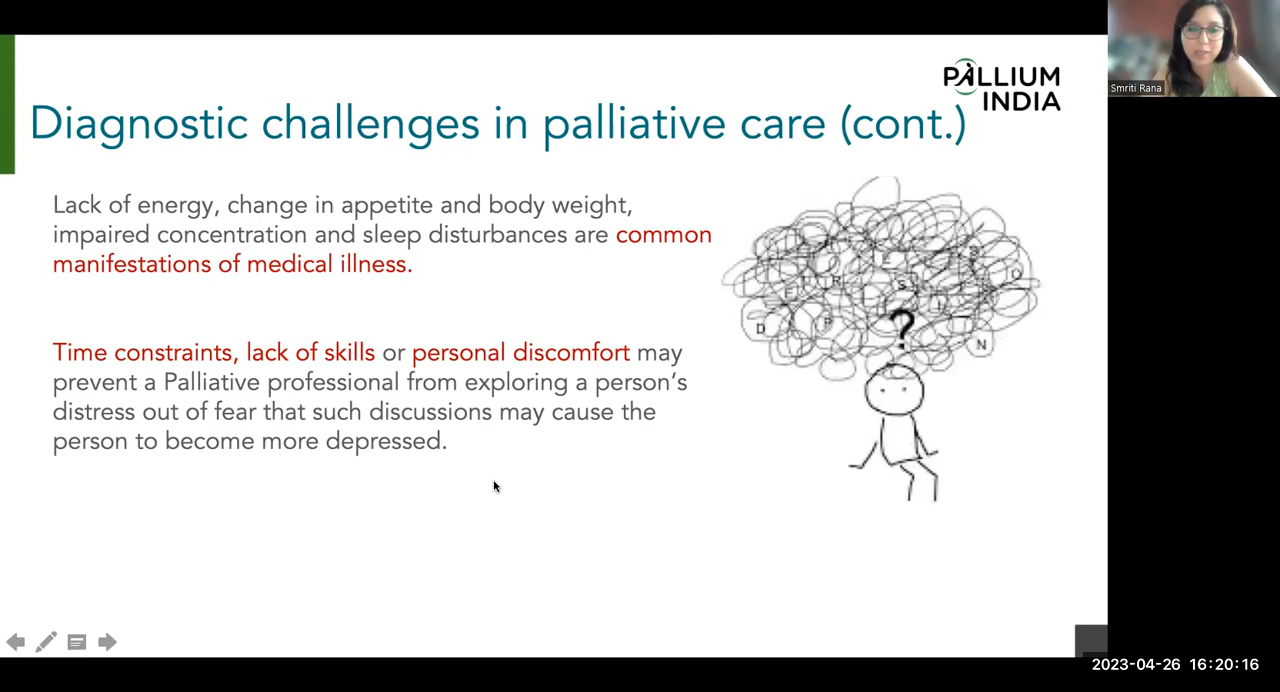 PALLIUM
INDIA
Smriti Rana
Diagnostic challenges in palliative care (cont.)
Lack of energy, change in appetite and body weight,
impaired concentration and sleep disturbances are common
manifestations of medical illness.
Time constraints, lack of skills or personal discomfort may
prevent a Palliative professional from exploring a person’s
distress out of fear that such discussions may cause the
person to become more depressed.
?
D
N
2023-04-26 16:20:16